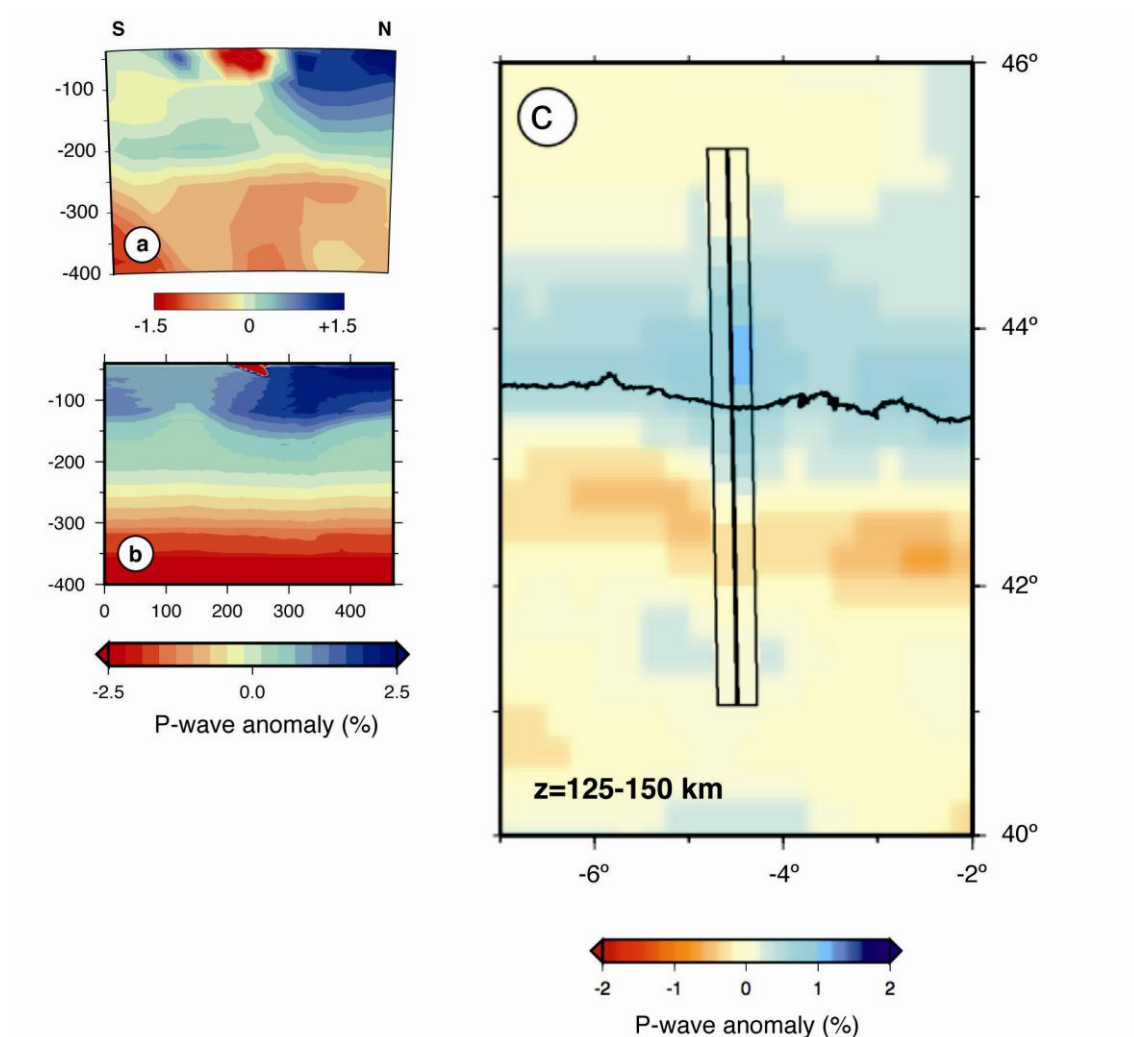 S N
-100
-200
-300
-400
a
-1.5 0 +1.5
-100
-200
-300
-400
b
0 100 200 300 400
-2.5 0.0 2.5
P-wave anomaly (%)
C
46º
44º
42º
40º
z=125-150 km
-6º -4º -2º
-2 -1 0 1 2
P-wave anomaly (%)